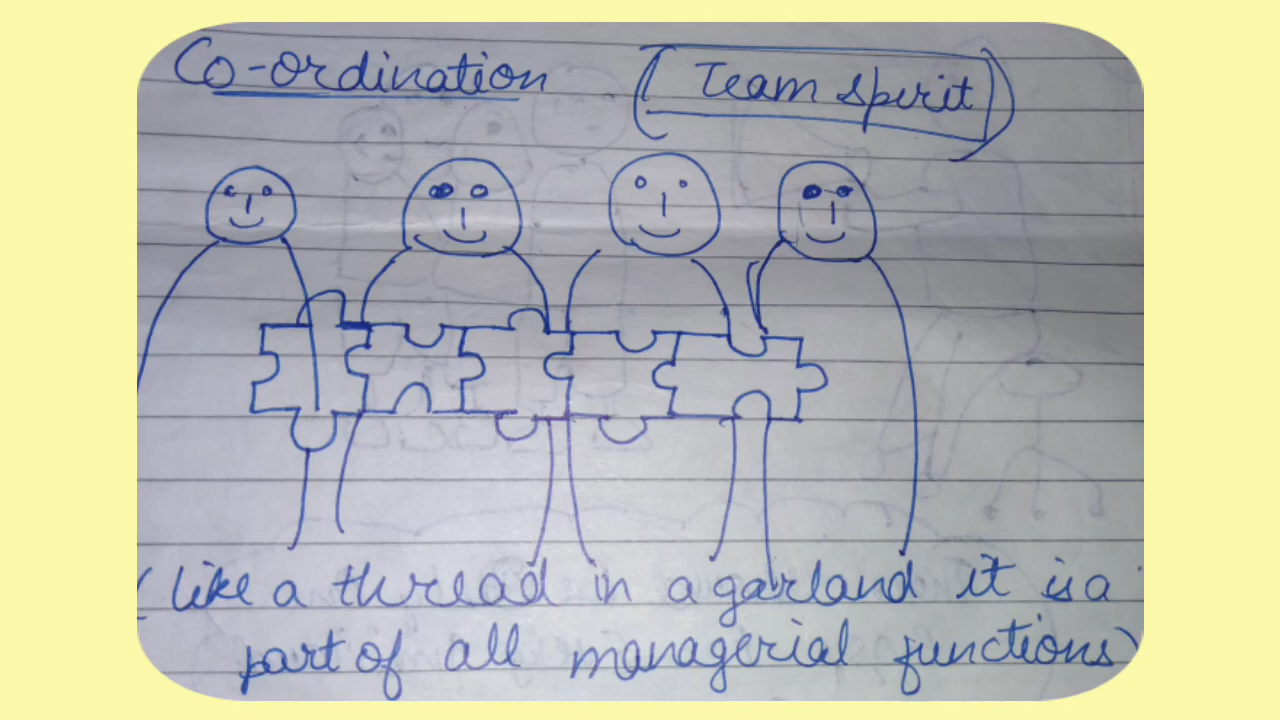 Co-ordination (Team spirit)
(like a thread in a garland it is a
part of all managerial functions)